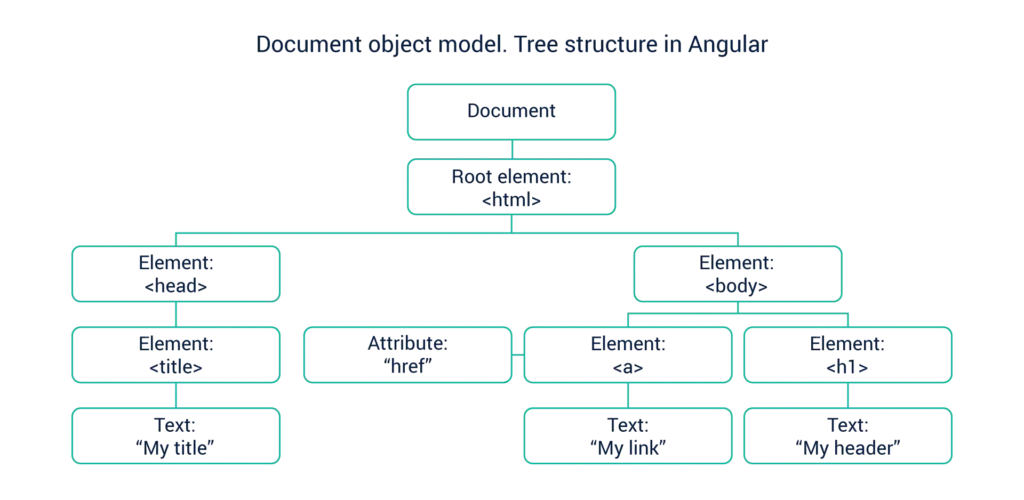 Document object model. Tree structure in Angular
Document
Root element:
<html>
Element:
<head>
Element:
<body>
Element:
<title>
Attribute:
“href”
Element:
<a>
Element:
<h1>
Text:
“My title”
Text:
“My link”
Text:
“My header”